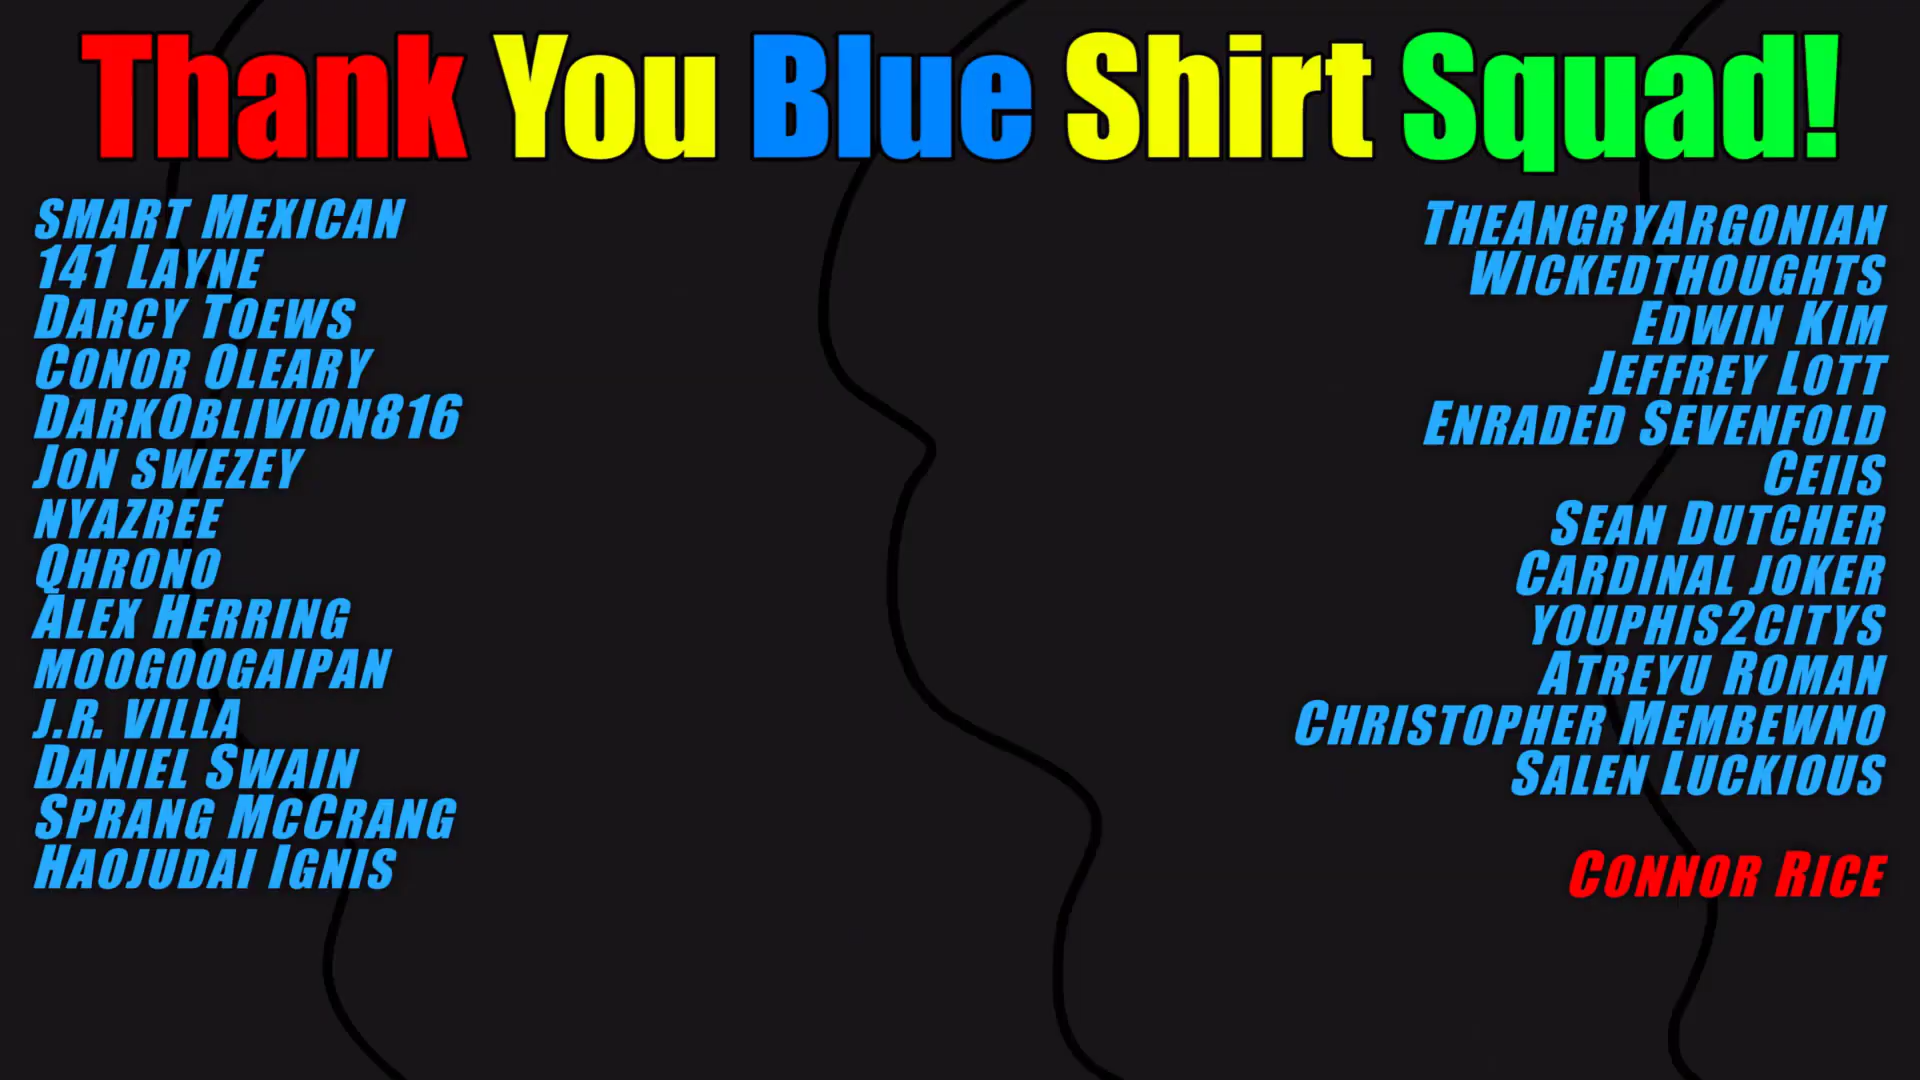 Thank You Blue Shirt Squad!
smart Mexican
141 Layne
Darcy Toews
Conor Oleary
DarkOblivion816
Jon swezey
nyazree
Qhrono
Alex Herring
moogoogaipan
J.R. villa
Daniel Swain
Sprang McCrang
Haojudai Ignis
TheAngryArgonian
Wickedthoughts
Edwin Kim
Jeffrey Lott
Enraded Sevenfold
Ceiis
Sean Dutcher
Cardinal joker
youphis2citys
Atreyu Roman
Christopher Membewno
Salen Luckious
Connor Rice